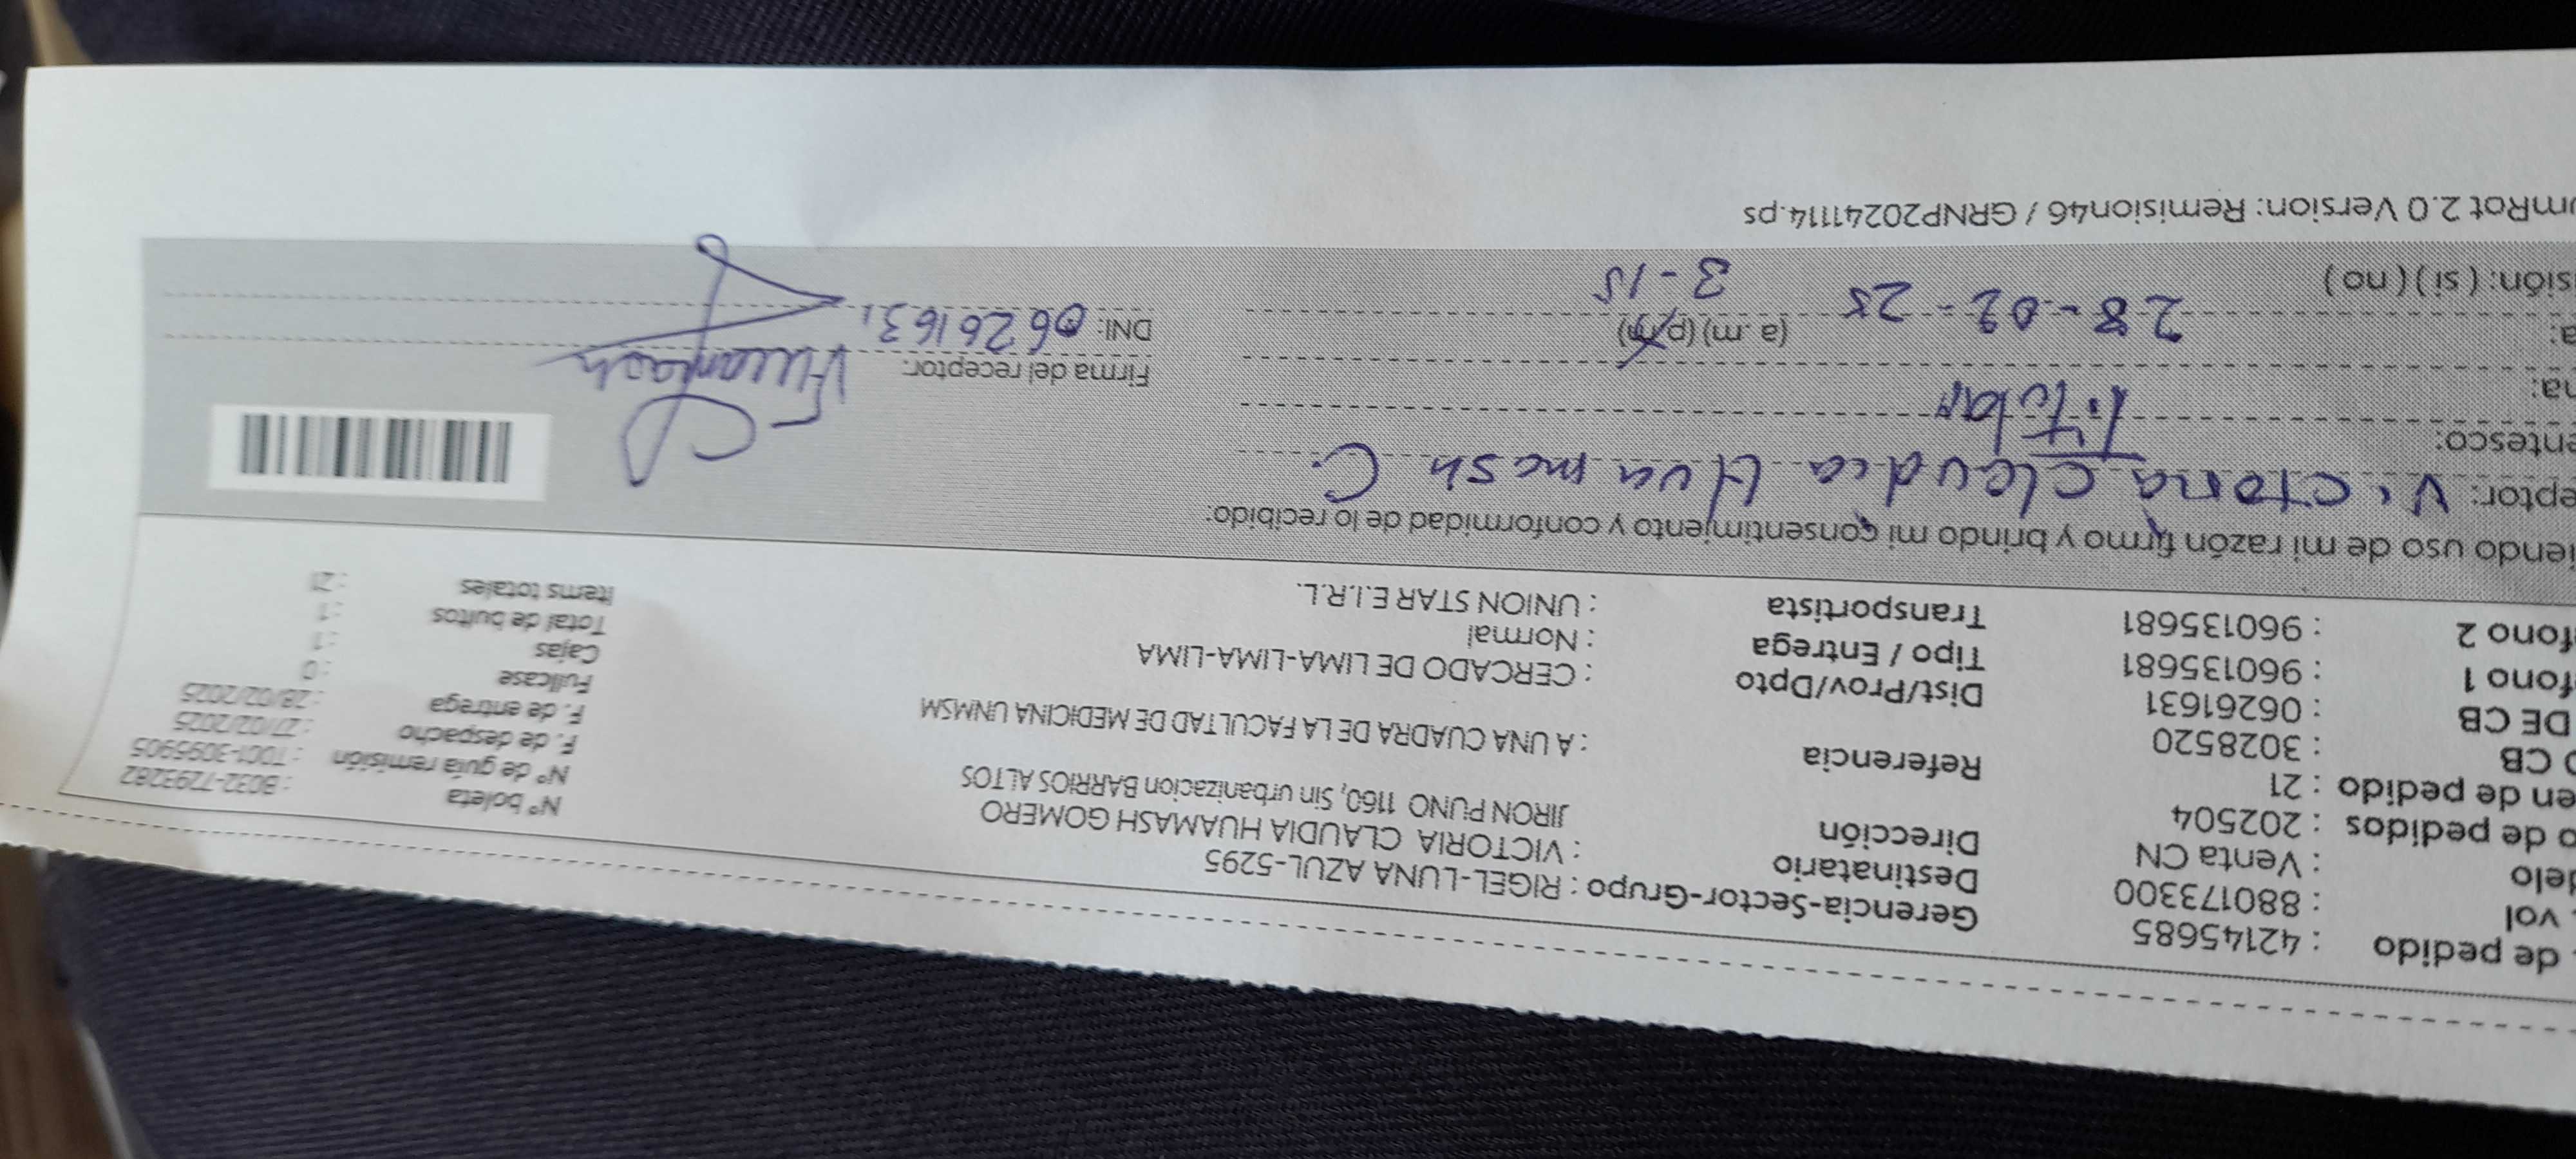 de pedido : 42145685
vol : 880173300
delo : Venta CN
o de pedidos : 202504
en de pedido : 21
O CB : 3028520
DE CB : 06261631
fono 1 : 960135681
fono 2 : 960135681
Gerencia-Sector-Grupo : RIGEL-LUNA AZUL-5295
Destinatario : VICTORIA CLAUDIA HUAMASH GOMERO
Dirección JIRON PUNO 1160, Sin urbanizacion BARRIOS ALTOS
Referencia : A UNA CUADRA DE LA FACULTAD DE MEDICINA UNMSM
Dist/Prov/Dpto : CERCADO DE LIMA-LIMA-LIMA
Tipo / Entrega : Normal
Transportista : UNION STAR E.I.R.L.
N° boleta : B032-7293282
N° de guía remisión : T001-3095905
F. de despacho : 27/02/2025
F. de entrega : 28/02/2025
Fullcase : 0
Cajas : 1
Total de bultos : 1
Items totales : 21
iendo uso de mi razón firmo y brindo mi consentimiento y conformidad de lo recibido:
eptor: Victoria Claudia Huamash G.
entesco: Titular
na:
a: 28-02-25 (a.m) (p.m)
sión: ( si ) ( no ) 3-15
Firma del receptor: VHuamash
DNI: 06261631
umRot 2.0 Version: Remision46 / GRNP20241114.ps